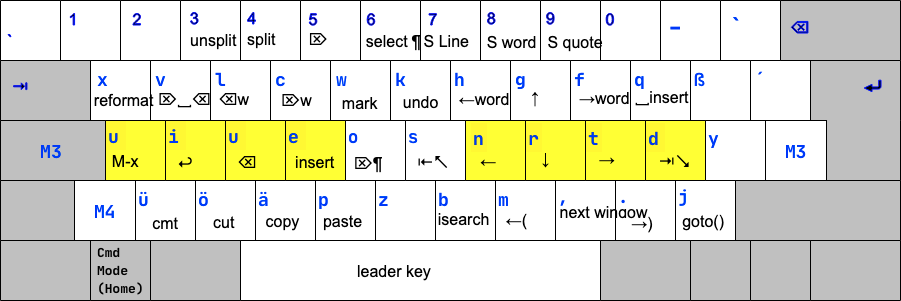 ` 1 2 3 4 5 6 7 8 9 0 - ` ⌫
unsplit split ⌦ select ¶ S Line S word S quote
⇥ x v l c w k h g f q ß ´ ↵
reformat ⌦␣⌫ ⌫w ⌦w mark undo ←word ↑ →word ␣insert
M3 u i u e o s n r t d y M3
M-x ↩ ⌫ insert ⌦¶ ⇤↖ ← ↓ → ⇥↘
M4 ü ö ä p z b m , . j
cmt cut copy paste isearch ←( next window →) goto()
Cmd
Mode
(Home)
leader key